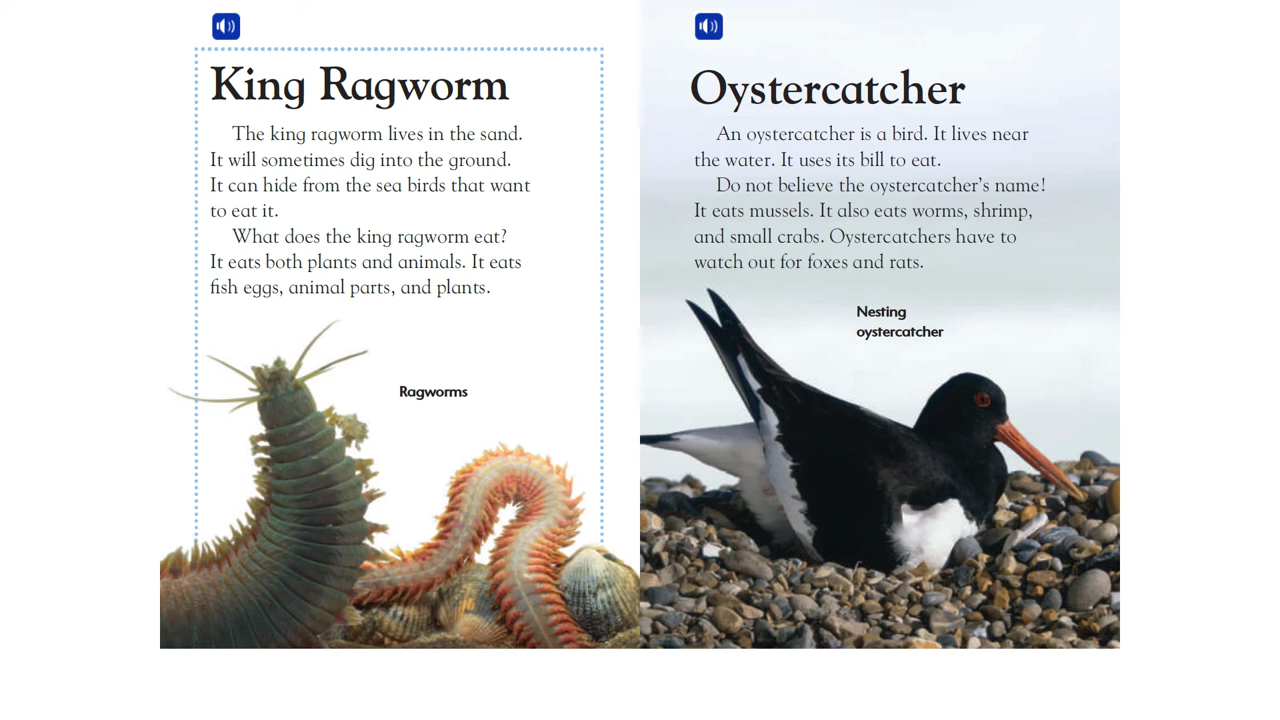 King Ragworm
The king ragworm lives in the sand.
It will sometimes dig into the ground.
It can hide from the sea birds that want
to eat it.
What does the king ragworm eat?
It eats both plants and animals. It eats
fish eggs, animal parts, and plants.
Ragworms
Oystercatcher
An oystercatcher is a bird. It lives near
the water. It uses its bill to eat.
Do not believe the oystercatcher's name!
It eats mussels. It also eats worms, shrimp,
and small crabs. Oystercatchers have to
watch out for foxes and rats.
Nesting
oystercatcher